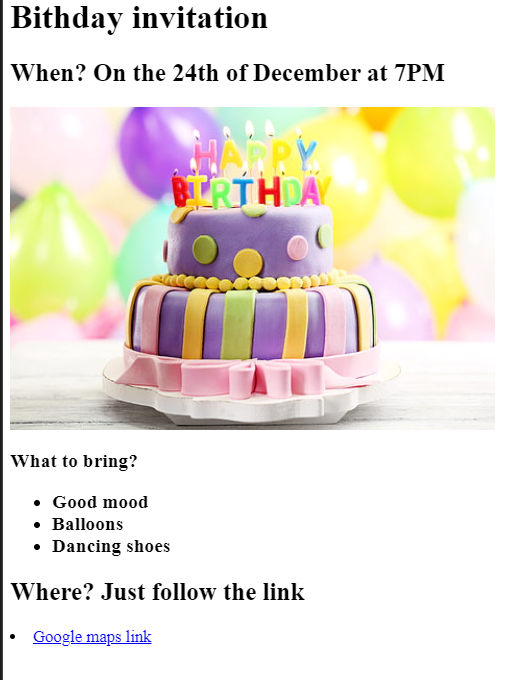 Bithday invitation
When? On the 24th of December at 7PM
HAPPY
BIRTHDAY
What to bring?
Good mood
Balloons
Dancing shoes
Where? Just follow the link
Google maps link